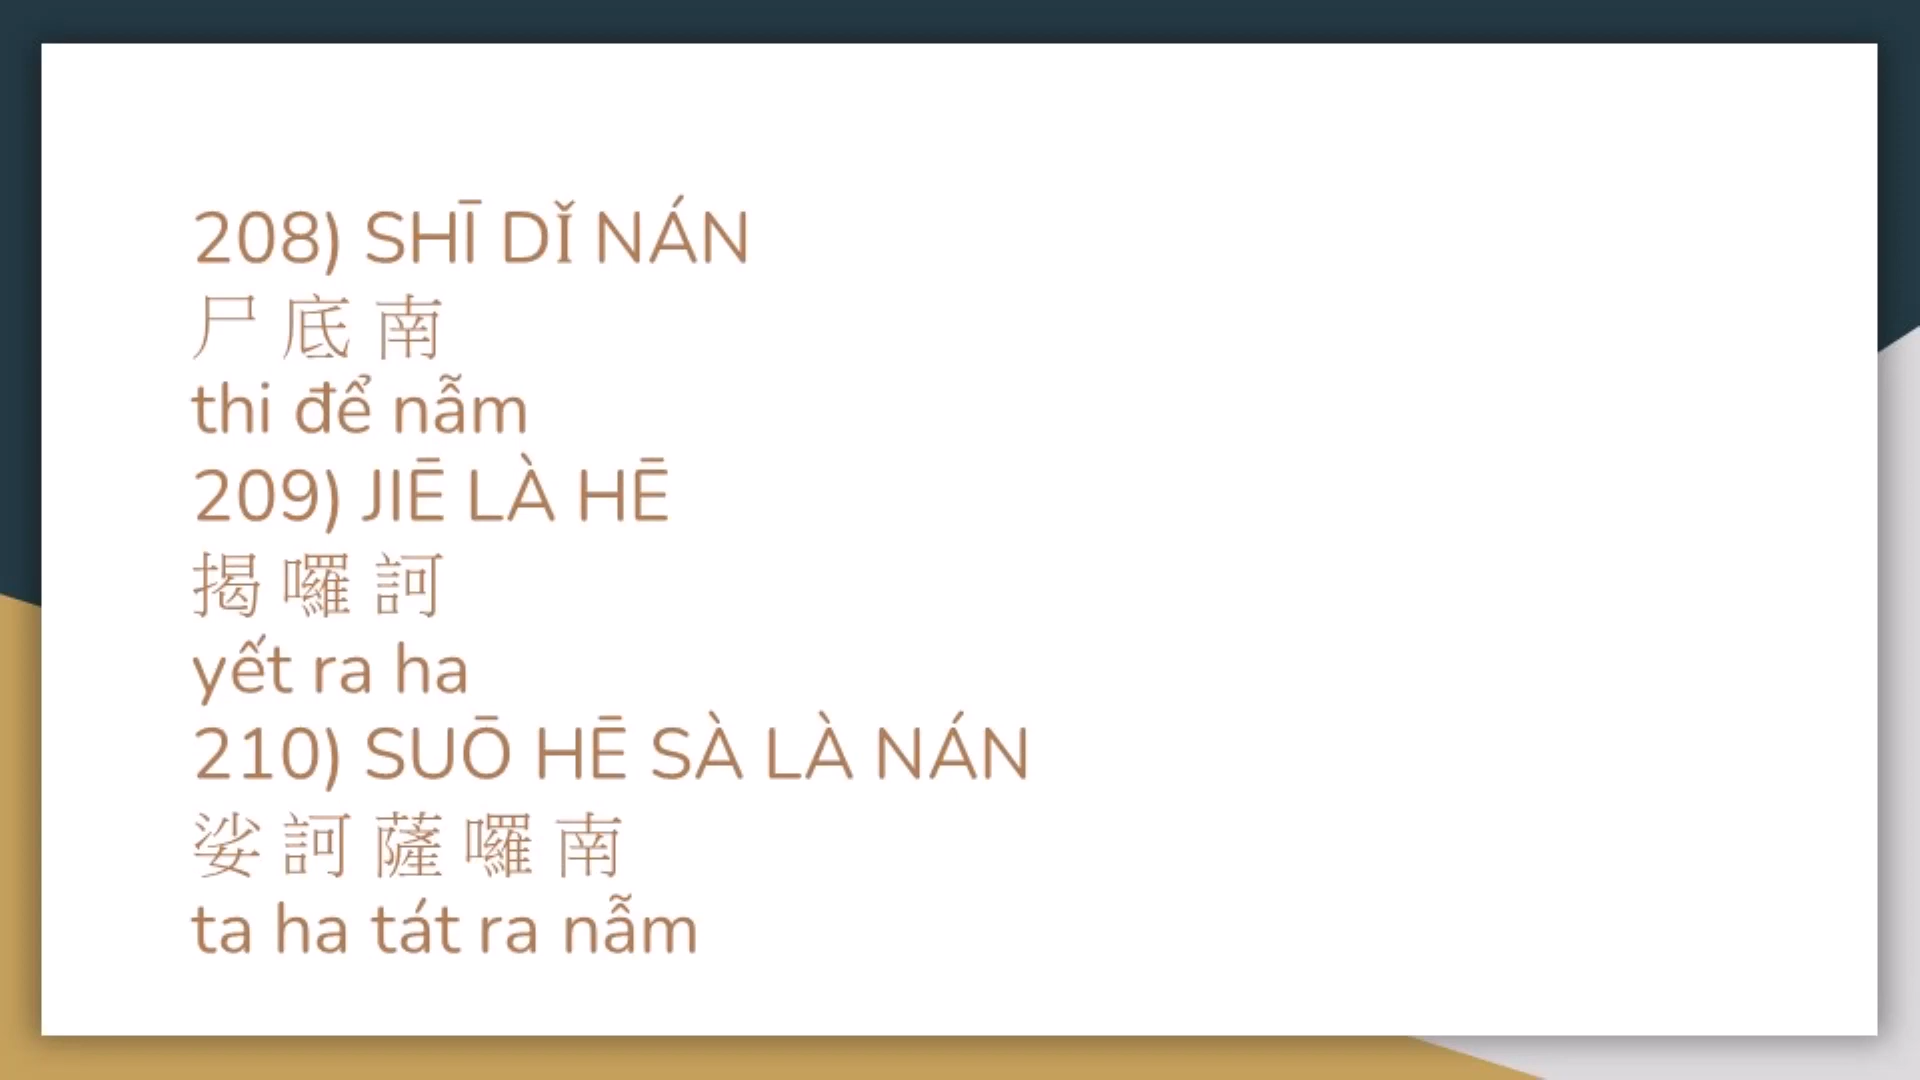 208) SHĪ DǏ NÁN
尸 底 南
thi để nẫm
209) JIĒ LÀ HĒ
揭 囉 訶
yết ra ha
210) SUŌ HĒ SÀ LÀ NÁN
娑 訶 薩 囉 南
ta ha tát ra nẫm